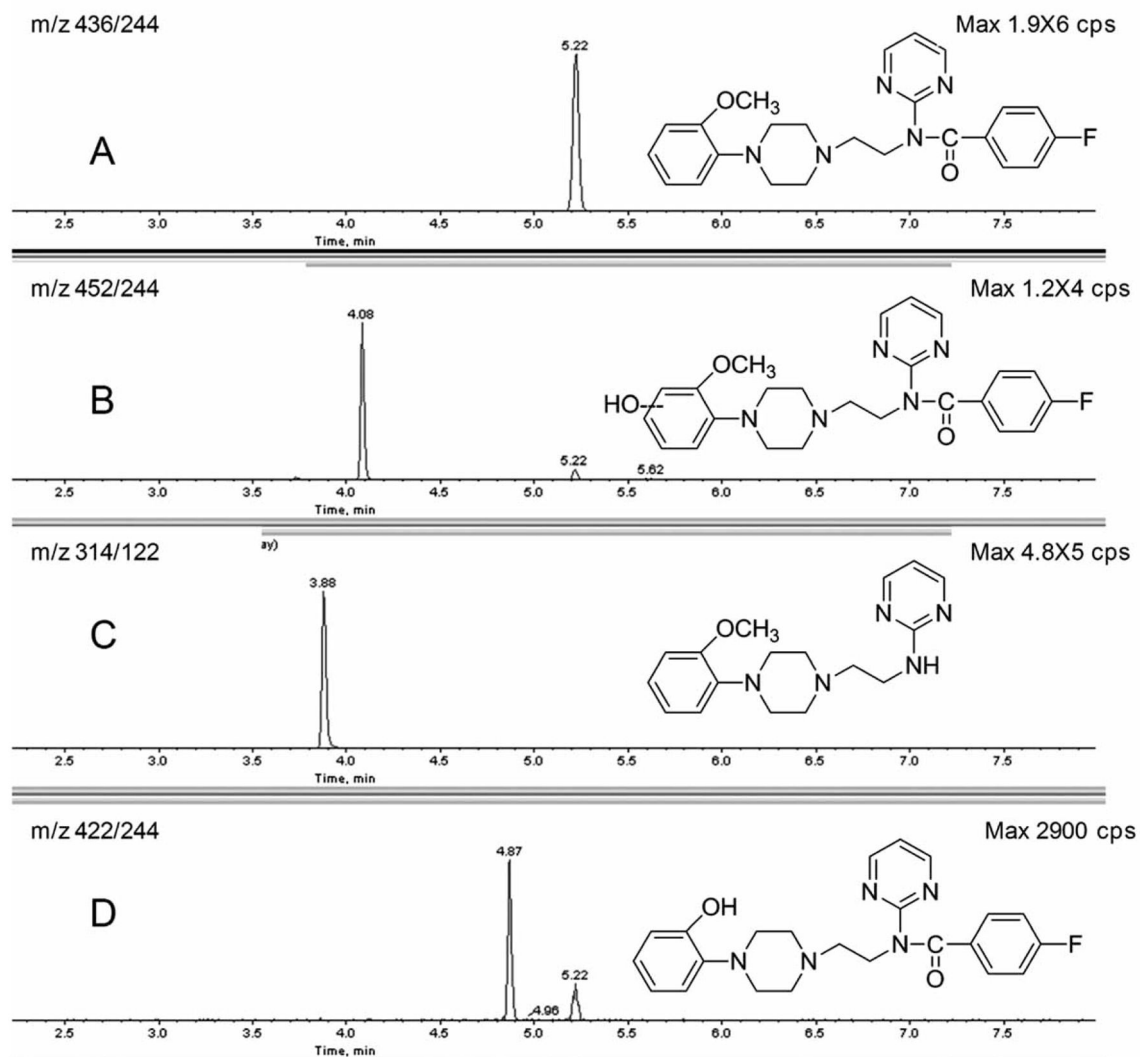 m/z 436/244 Max 1.9X6 cps
5.22
A
OCH3
N N
N N N C F
O
2.5 3.0 3.5 4.0 4.5 5.0 5.5 6.0 6.5 7.0 7.5
Time, min
m/z 452/244 Max 1.2X4 cps
4.08
B
OCH3
N N
HO N N N C F
O
5.22 5.62
2.5 3.0 3.5 4.0 4.5 5.0 5.5 6.0 6.5 7.0 7.5
Time, min
ay)
m/z 314/122 Max 4.8X5 cps
3.88
C
OCH3
N N
N N NH
2.5 3.0 3.5 4.0 4.5 5.0 5.5 6.0 6.5 7.0 7.5
Time, min
m/z 422/244 Max 2900 cps
4.87
D
OH
N N
N N N C F
O
4.96 5.22
2.5 3.0 3.5 4.0 4.5 5.0 5.5 6.0 6.5 7.0 7.5
Time, min